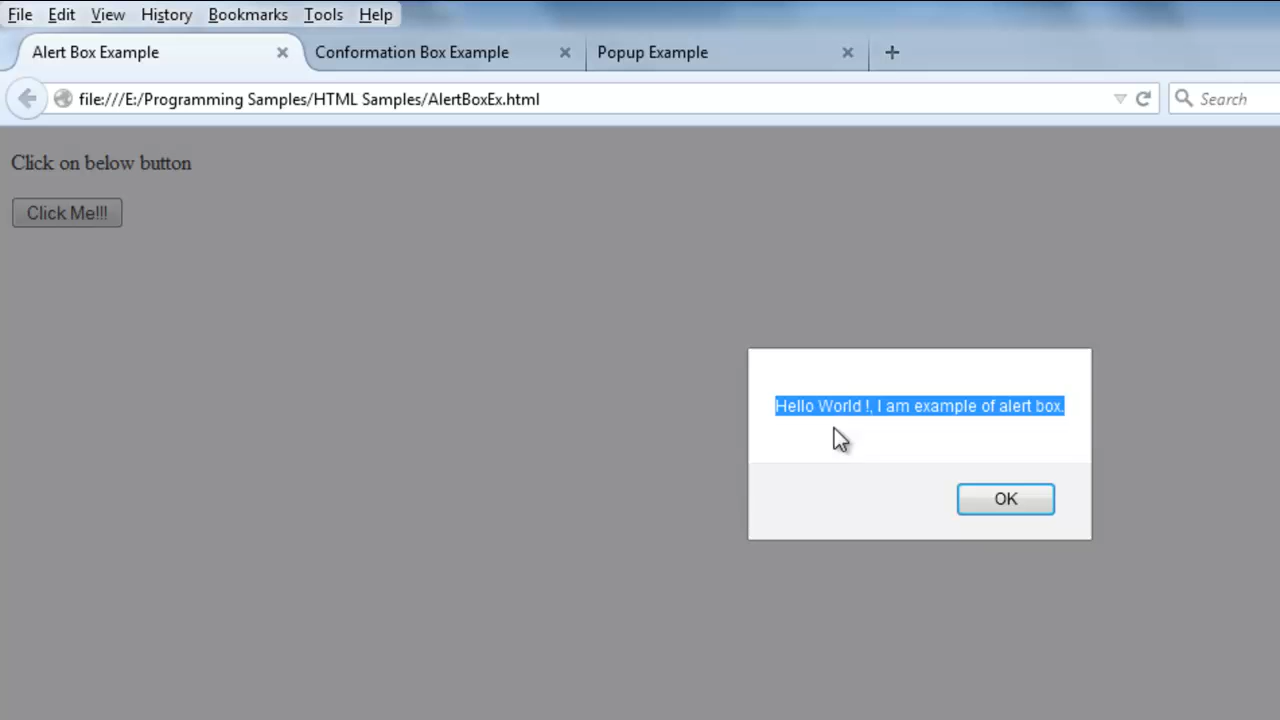 File Edit View History Bookmarks Tools Help
Alert Box Example Conformation Box Example Popup Example
file:///E:/Programming Samples/HTML Samples/AlertBoxEx.html Search
Click on below button
Click Me!!!
Hello World !, I am example of alert box.
OK